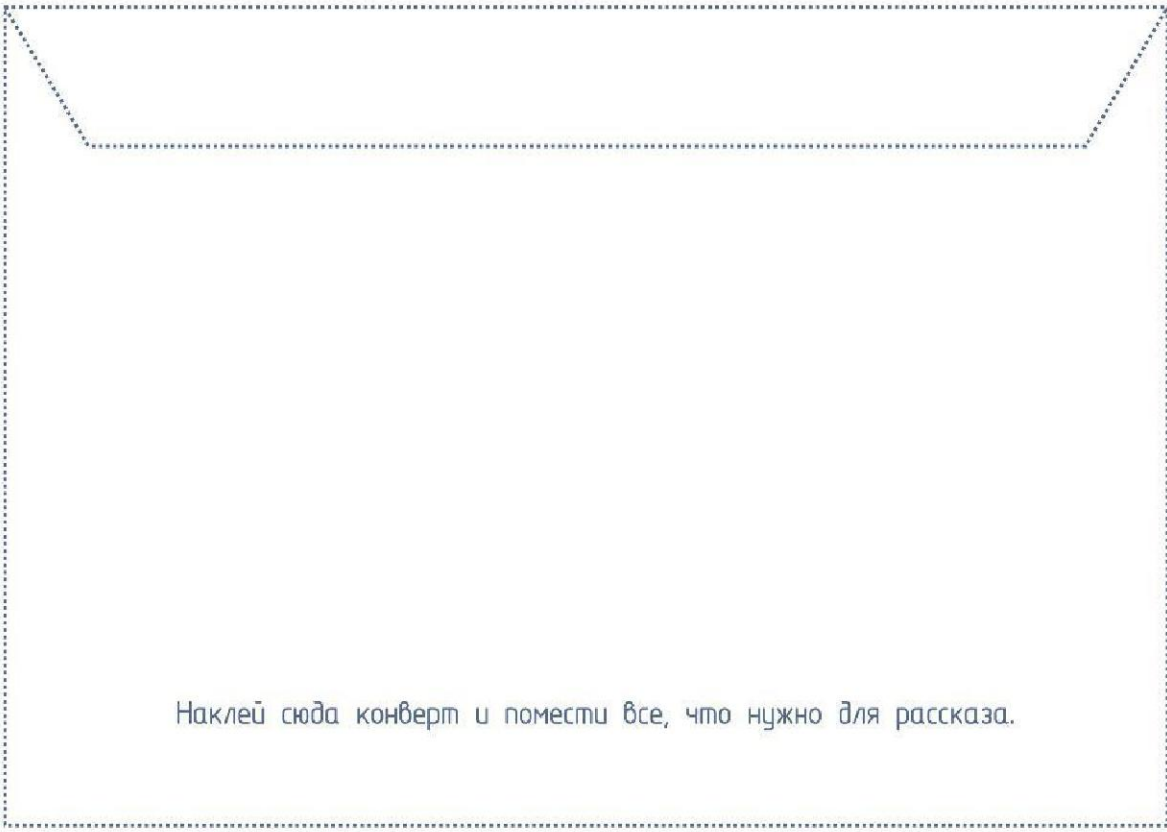 Наклей сюда конверт и помести все, что нужно для рассказа.